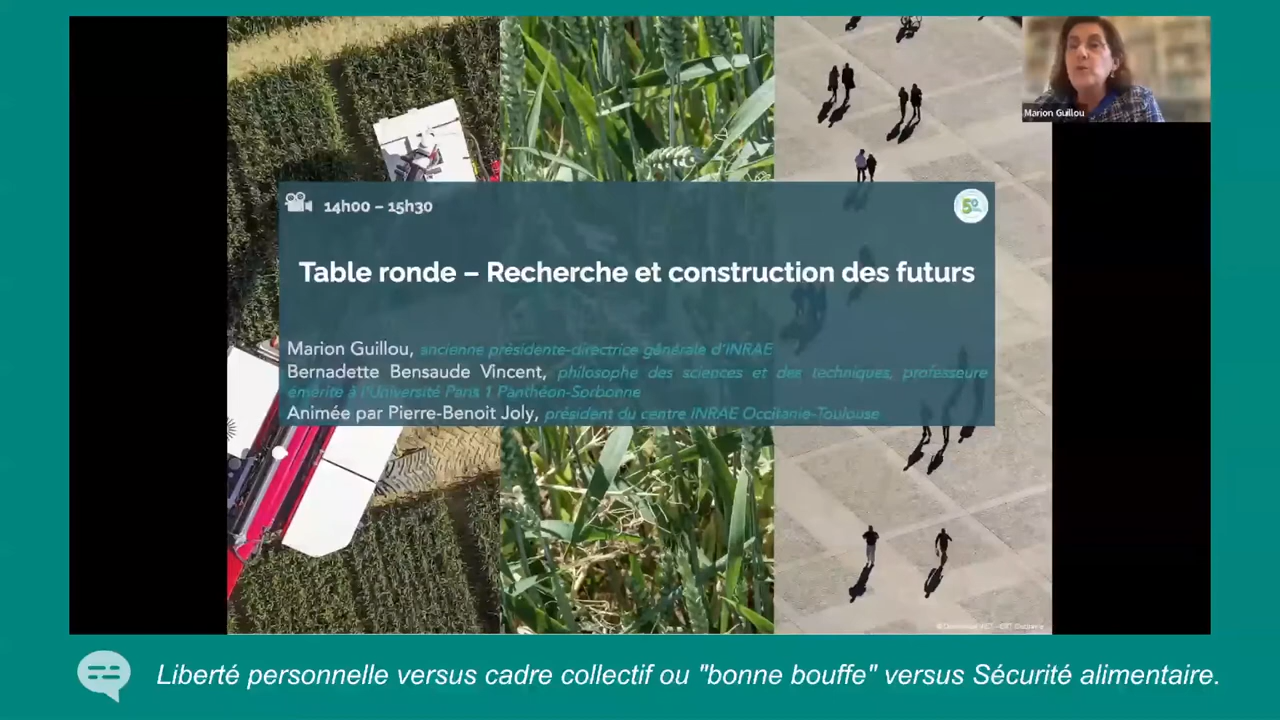 Marion Guillou
14h00 – 15h30
50
Table ronde – Recherche et construction des futurs
Marion Guillou, ancienne présidente-directrice générale d'INRAE
Bernadette Bensaude Vincent, philosophe des sciences et des techniques, professeure
émérite à l'Université Paris 1 Panthéon-Sorbonne
Animée par Pierre-Benoit Joly, président du centre INRAE Occitanie-Toulouse
Liberté personnelle versus cadre collectif ou "bonne bouffe" versus Sécurité alimentaire.